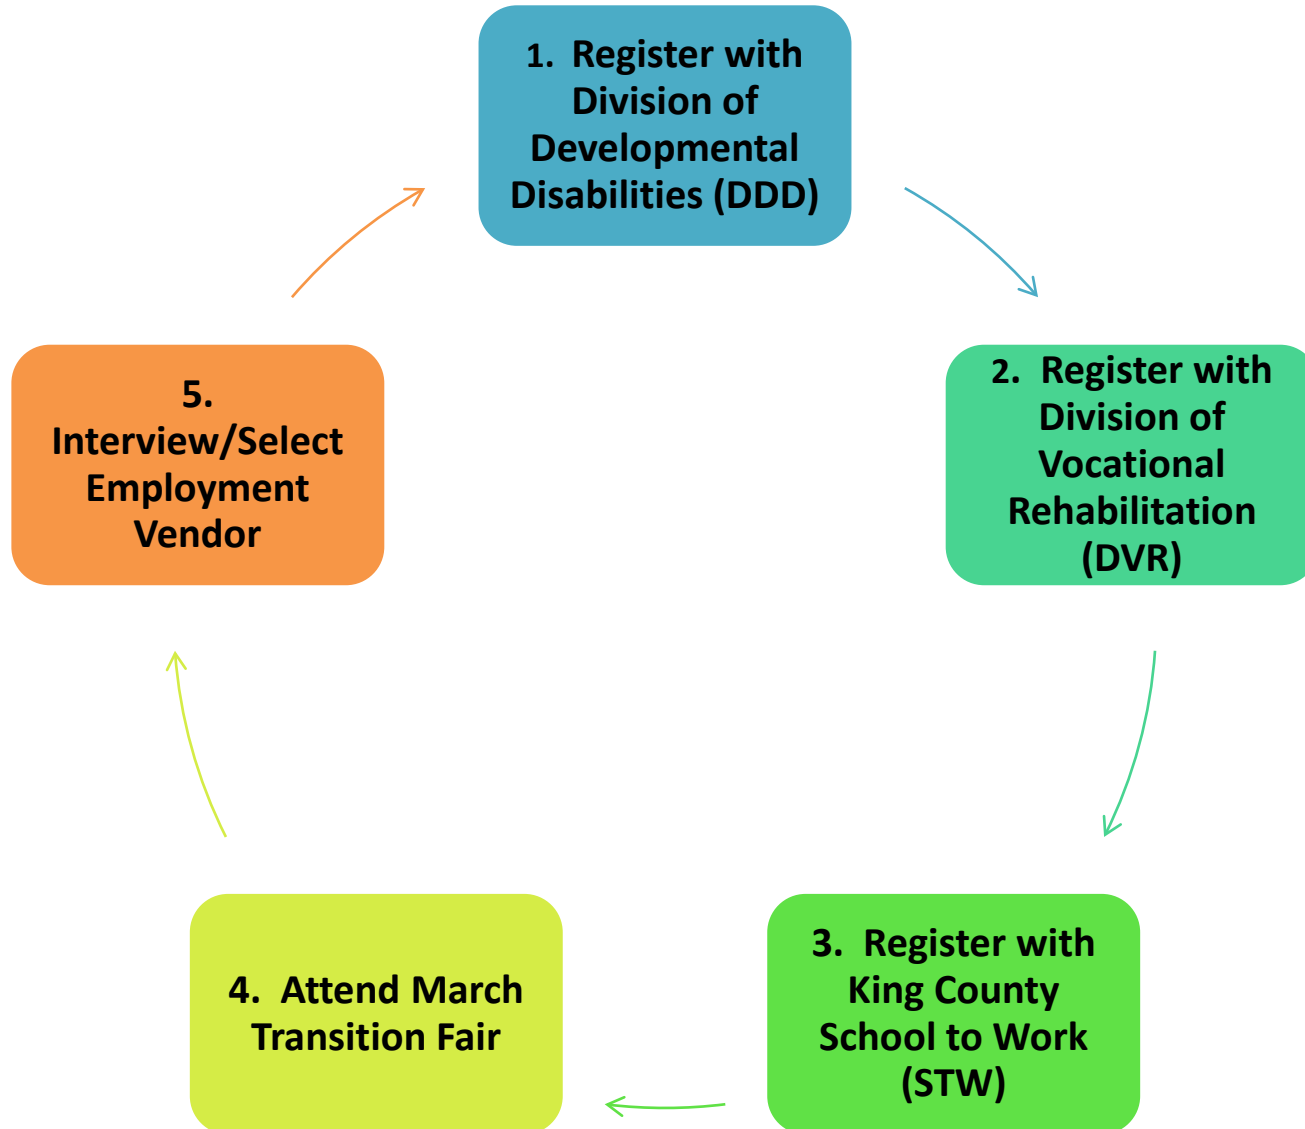 1. Register with
Division of
Developmental
Disabilities (DDD)
2. Register with
Division of
Vocational
Rehabilitation
(DVR)
3. Register with
King County
School to Work
(STW)
4. Attend March
Transition Fair
5.
Interview/Select
Employment
Vendor